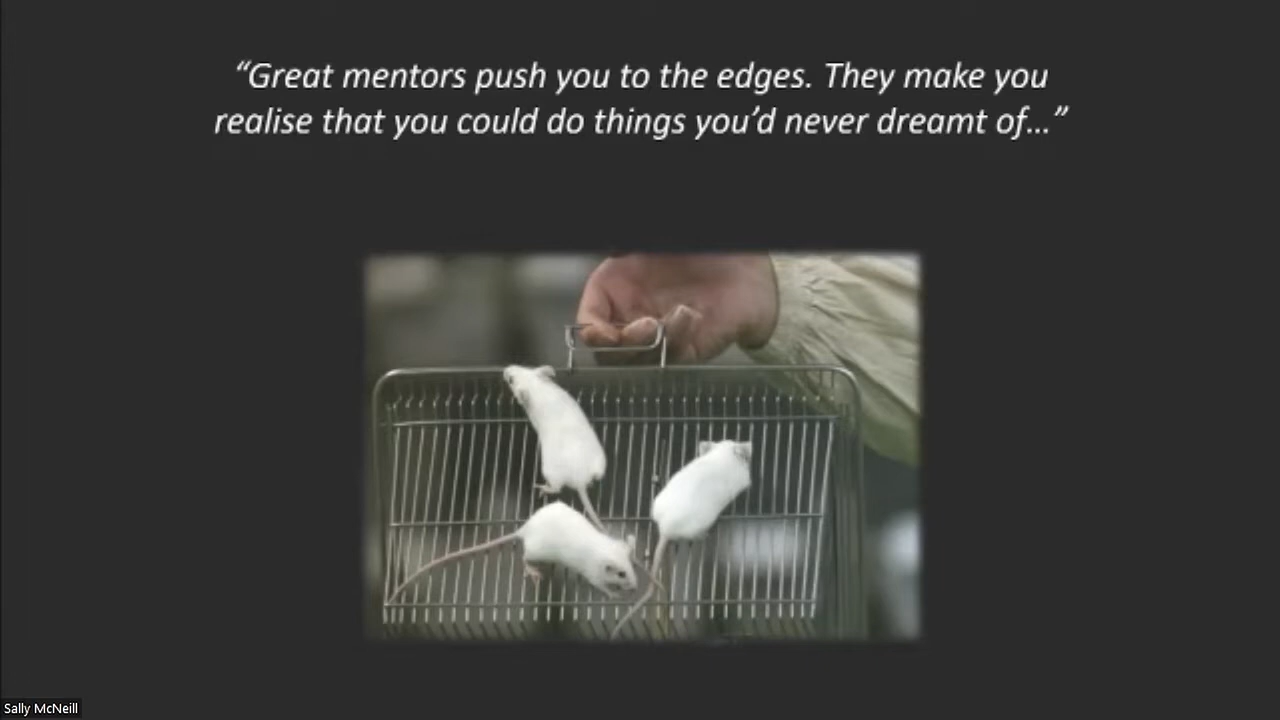 “Great mentors push you to the edges. They make you
realise that you could do things you’d never dreamt of…”
Sally McNeill